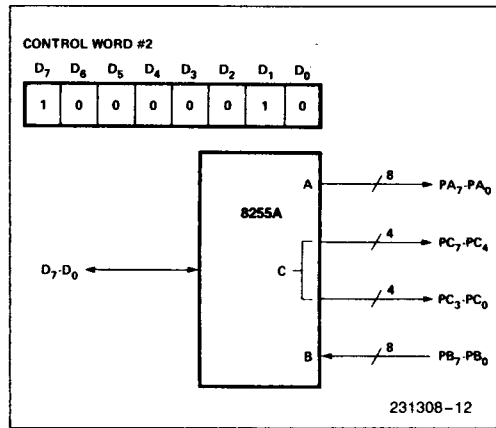 CONTROL WORD #2
D7 D6 D5 D4 D3 D2 D1 D0
1 0 0 0 0 0 1 0
A 8 PA7-PA0
8255A
4 PC7-PC4
D7-D0 C
4 PC3-PC0
B 8 PB7-PB0
231308-12